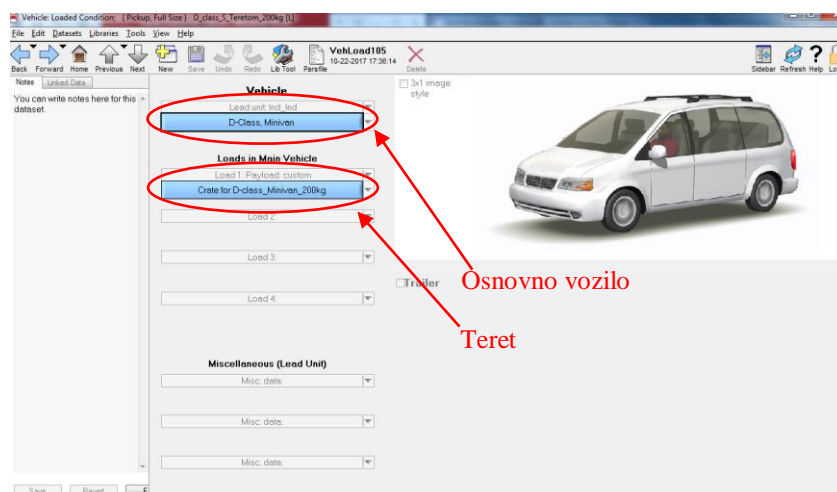 Vehicle: Loaded Condition; { Pickup, Full Size } D_class_S_Teretom_200kg [L]
File Edit Datasets Libraries Tools View Help
Back Forward Home Previous Next New Save Undo Redo Lib Tool Parsfile
VehLoad105
10-22-2017 17:36:14
Delete
Sidebar Refresh Help Lo
Notes Linked Data
You can write notes here for this
dataset.
Vehicle
Lead unit: Ind_Ind
D-Class, Minivan
3x1 image
style
Loads in Main Vehicle
Load 1: Payload: custom
Crate for D-class_Minivan_200kg
Load 2:
Load 3:
Load 4:
Trailer
Osnovno vozilo
Teret
Miscellaneous (Lead Unit)
Misc. data:
Misc. data:
Misc. data:
Save Revert